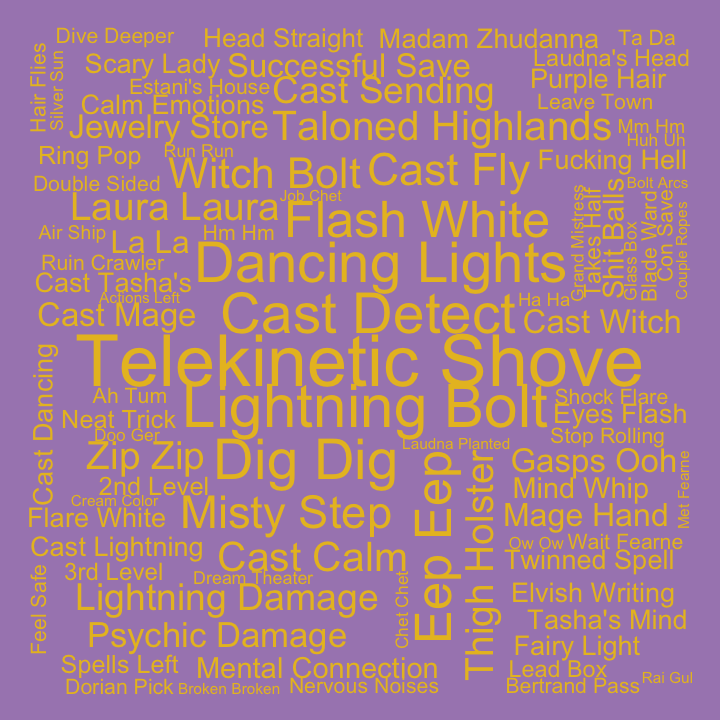 Dive Deeper
Head Straight
Madam Zhudanna
Ta Da
Hair Flies
Silver Sun
Scary Lady
Successful Save
Laudna's Head
Estani's House
Cast Sending
Purple Hair
Calm Emotions
Leave Town
Jewelry Store
Taloned Highlands
Mm Hm
Huh Uh
Ring Pop
Run Run
Witch Bolt
Cast Fly
Fucking Hell
Double Sided
Job Chet
Bolt Arcs
Laura Laura
Flash White
Grand Mistress
Takes Half
Shit Balls
Glass Box
Blade Ward
Con Save
Couple Ropes
Air Ship
La La
Hm Hm
Dancing Lights
Ruin Crawler
Cast Tasha's
Actions Left
Cast Mage
Cast Detect
Ha Ha
Cast Witch
Telekinetic Shove
Cast Dancing
Ah Tum
Neat Trick
Lightning Bolt
Shock Flare
Eyes Flash
Doo Ger
Zip Zip
Dig Dig
Laudna Planted
Stop Rolling
Gasps Ooh
2nd Level
Eep Eep
Thigh Holster
Mind Whip
Met Fearne
Cream Color
Flare White
Misty Step
Mage Hand
Cast Lightning
Cast Calm
Ow Ow
Wait Fearne
Twinned Spell
Feel Safe
3rd Level
Dream Theater
Chet Chet
Lightning Damage
Elvish Writing
Psychic Damage
Tasha's Mind
Fairy Light
Spells Left
Mental Connection
Lead Box
Dorian Pick
Broken Broken
Nervous Noises
Bertrand Pass
Rai Gul